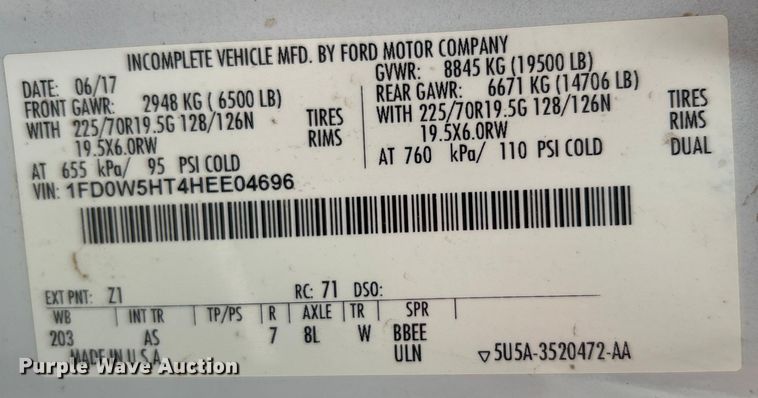 INCOMPLETE VEHICLE MFD. BY FORD MOTOR COMPANY
DATE: 06/17 GVWR: 8845 KG (19500 LB)
FRONT GAWR: 2948 KG ( 6500 LB) REAR GAWR: 6671 KG (14706 LB)
WITH 225/70R19.5G 128/126N TIRES WITH 225/70R19.5G 128/126N TIRES
19.5X6.0RW RIMS 19.5X6.0RW RIMS
AT 655 kPa/ 95 PSI COLD AT 760 kPa/ 110 PSI COLD DUAL
VIN: 1FD0W5HT4HEE04696
EXT PNT: Z1 RC: 71 DSO:
WB INT TR TP/PS R AXLE TR SPR
203 AS 7 8L W BBEE
MADE IN U.S.A. ULN ▽5U5A-3520472-AA
Purple Wave Auction